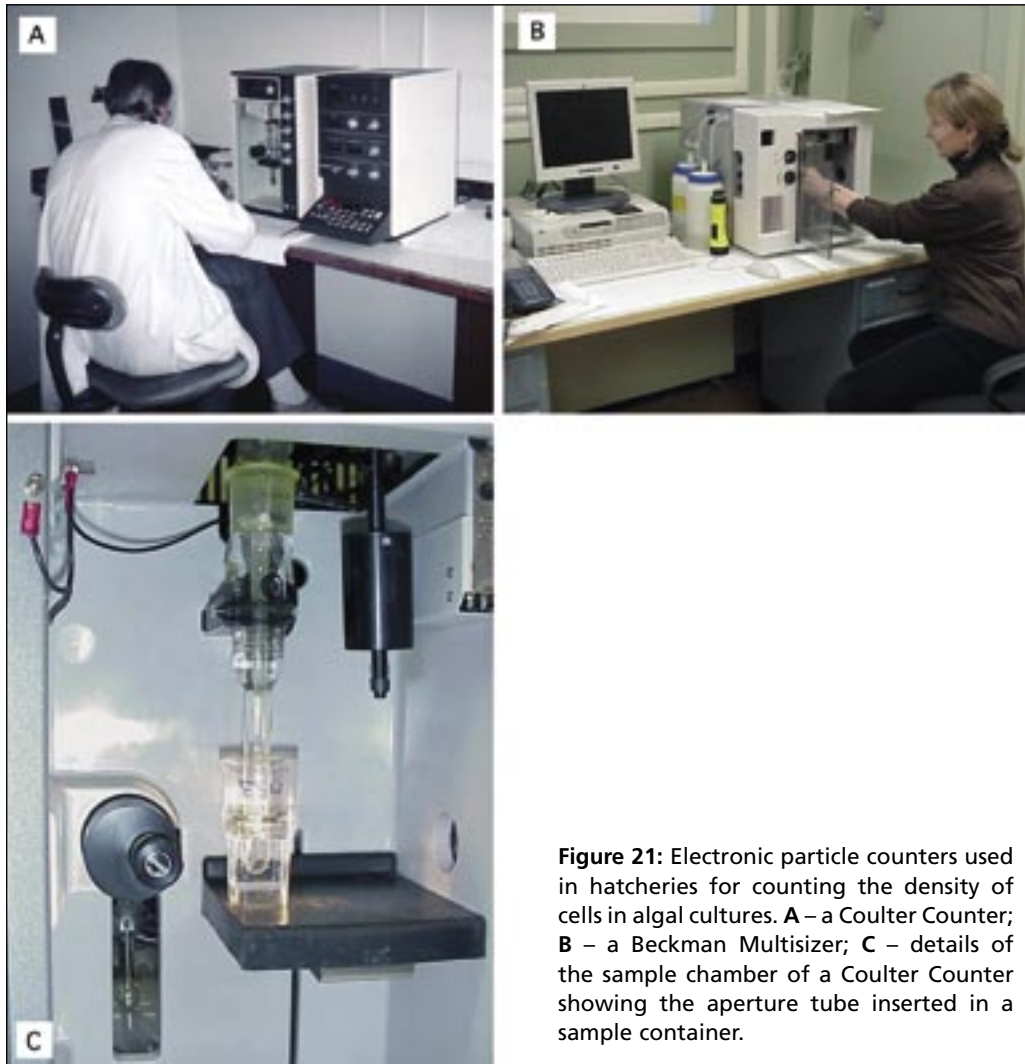 A
B
C
Figure 21: Electronic particle counters used
in hatcheries for counting the density of
cells in algal cultures. A – a Coulter Counter;
B – a Beckman Multisizer; C – details of
the sample chamber of a Coulter Counter
showing the aperture tube inserted in a
sample container.